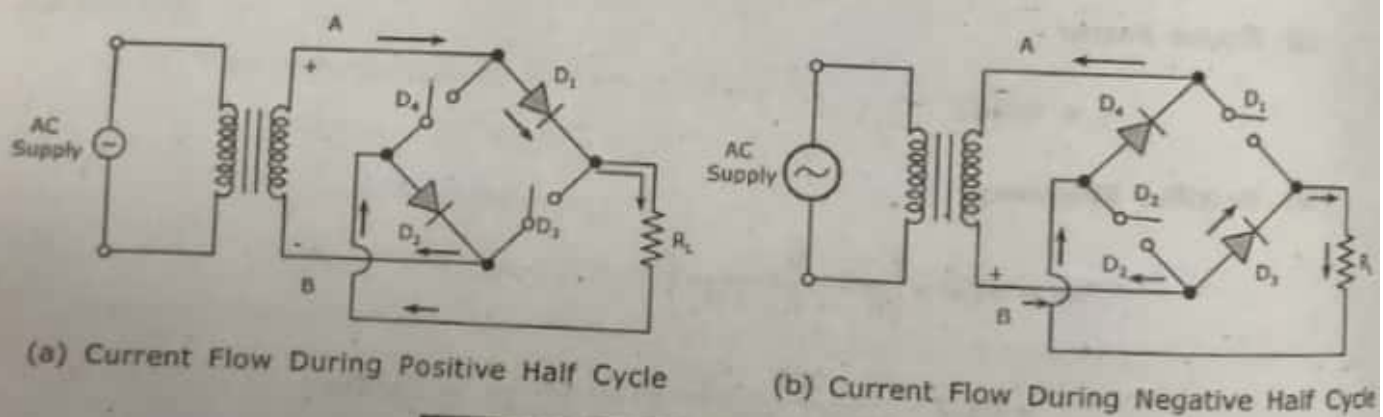 A
+
AC
Supply
D₄
D₁
D₂
D₃
R_L
-
B
(a) Current Flow During Positive Half Cycle
A
-
AC
Supply
D₄
D₁
D₂
D₂
D₃
+
B
(b) Current Flow During Negative Half Cycle